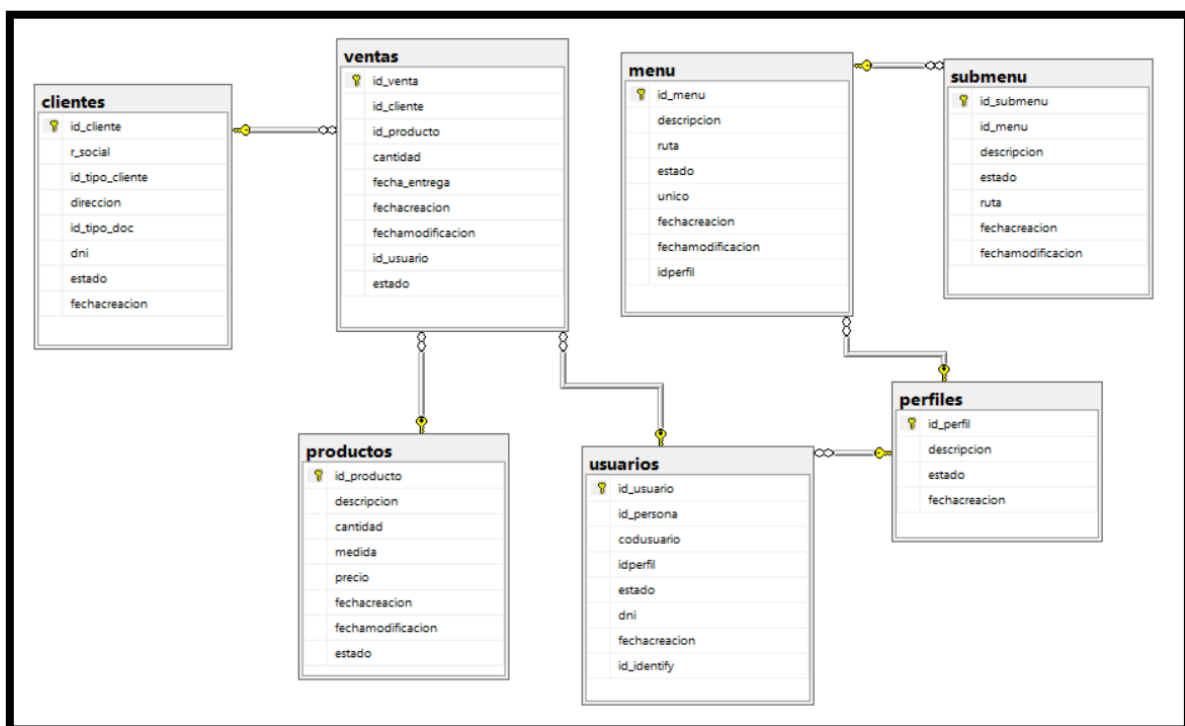 clientes
id_cliente
r_social
id_tipo_cliente
direccion
id_tipo_doc
dni
estado
fechacreacion
ventas
id_venta
id_cliente
id_producto
cantidad
fecha_entrega
fechacreacion
fechamodificacion
id_usuario
estado
menu
id_menu
descripcion
ruta
estado
unico
fechacreacion
fechamodificacion
idperfil
submenu
id_submenu
id_menu
descripcion
estado
ruta
fechacreacion
fechamodificacion
productos
id_producto
descripcion
cantidad
medida
precio
fechacreacion
fechamodificacion
estado
usuarios
id_usuario
id_persona
codusuario
idperfil
estado
dni
fechacreacion
id_identify
perfiles
id_perfil
descripcion
estado
fechacreacion